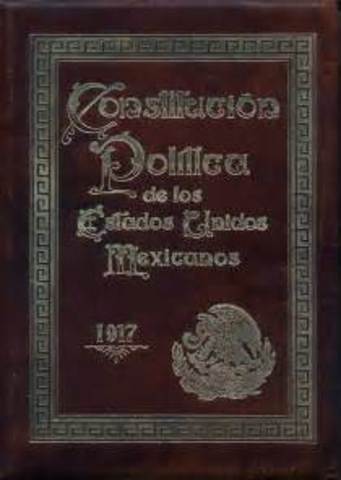 Constitución
Política
de los
Estados Unidos
Mexicanos
1917